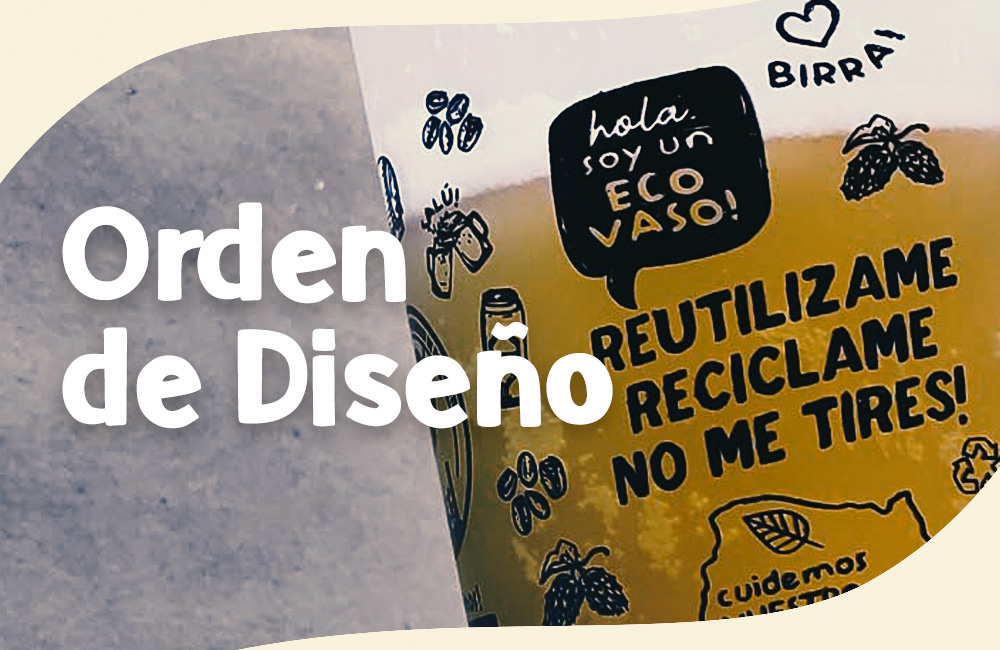 BIRRA
hola.
soy un
ECO
VASO!
SALÚ!
Orden
de Diseño
REUTILIZAME
RECICLAME
NO ME TIRES!
cuidemos